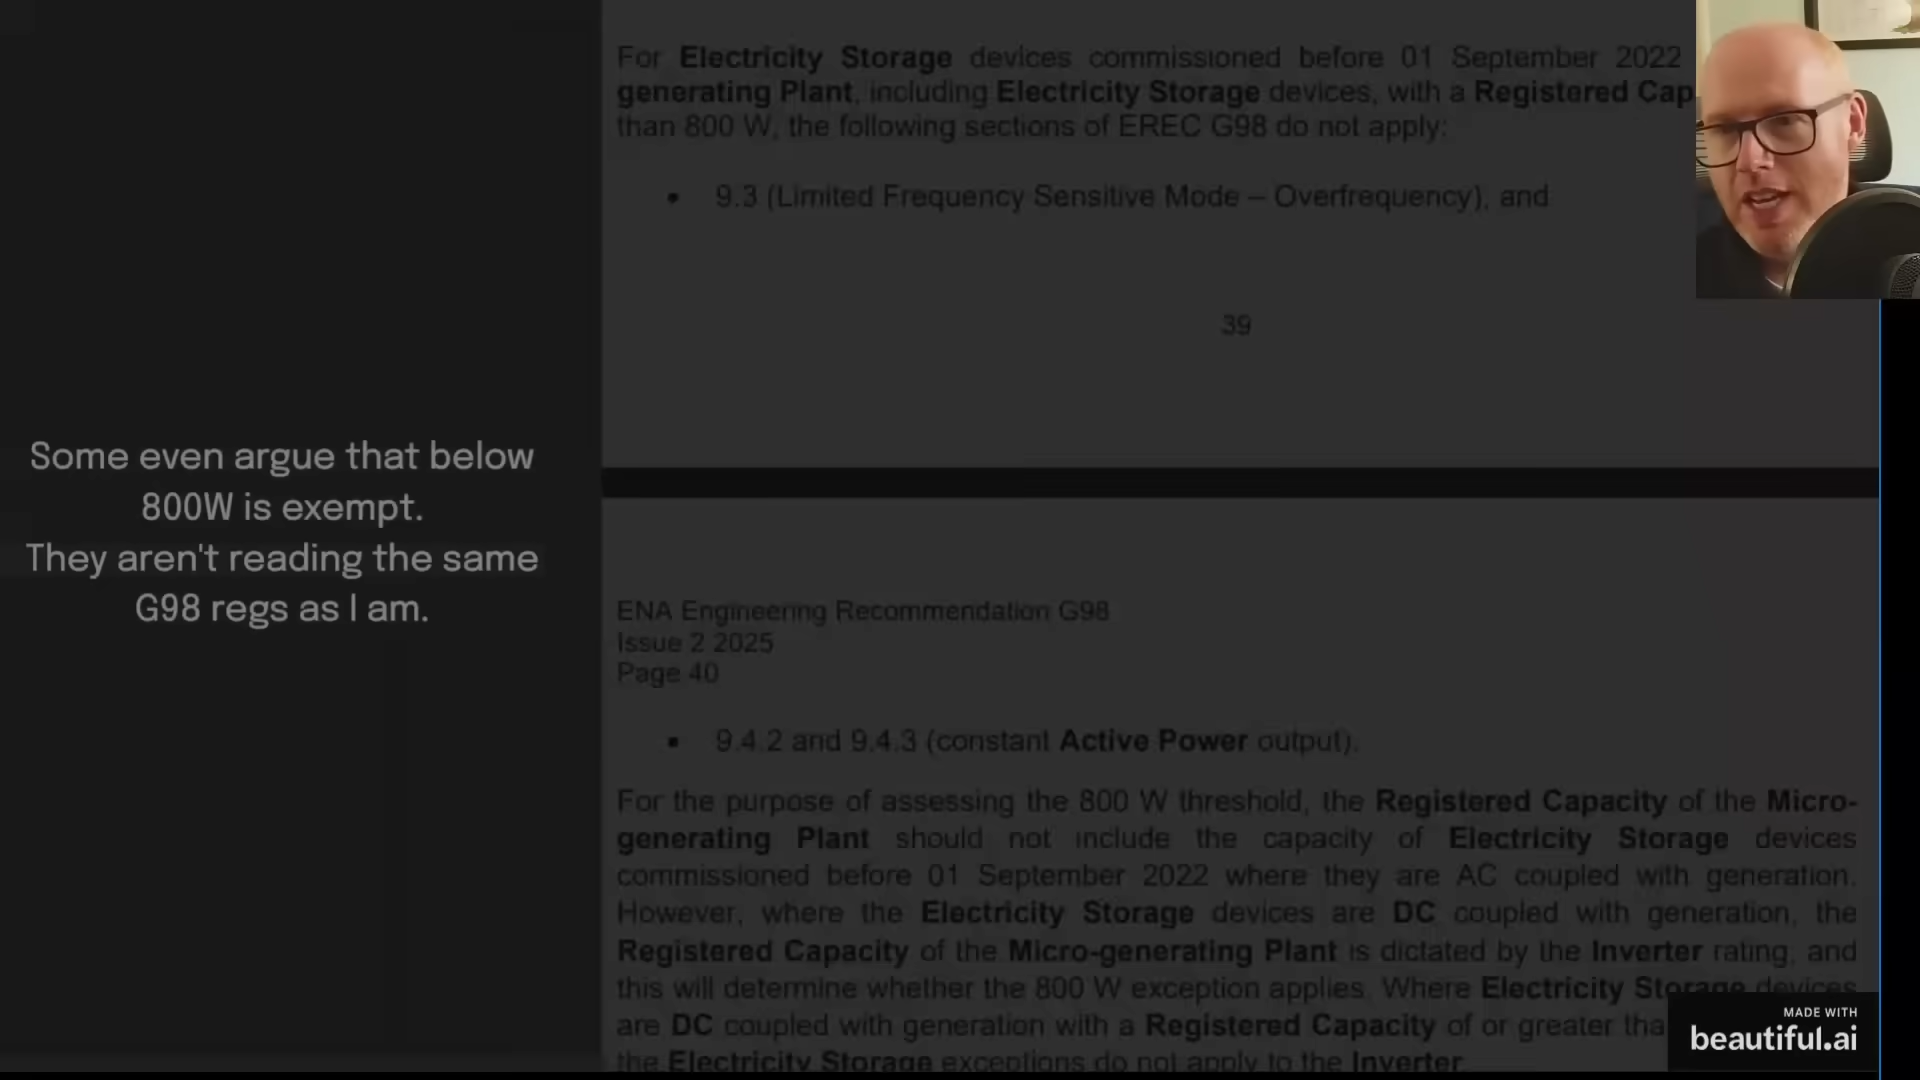 For Electricity Storage devices commissioned before 01 September 2022
generating Plant, including Electricity Storage devices, with a Registered Cap
than 800 W, the following sections of EREC G98 do not apply:
• 9.3 (Limited Frequency Sensitive Mode – Overfrequency), and
39
Some even argue that below
800W is exempt.
They aren't reading the same
G98 regs as I am.
ENA Engineering Recommendation G98
Issue 2 2025
Page 40
• 9.4.2 and 9.4.3 (constant Active Power output).
For the purpose of assessing the 800 W threshold, the Registered Capacity of the Micro-
generating Plant should not include the capacity of Electricity Storage devices
commissioned before 01 September 2022 where they are AC coupled with generation.
However, where the Electricity Storage devices are DC coupled with generation, the
Registered Capacity of the Micro-generating Plant is dictated by the Inverter rating, and
this will determine whether the 800 W exception applies. Where Electricity Storage devices
are DC coupled with generation with a Registered Capacity of or greater tha
the Electricity Storage exceptions do not apply to the Inverter.
MADE WITH
beautiful.ai